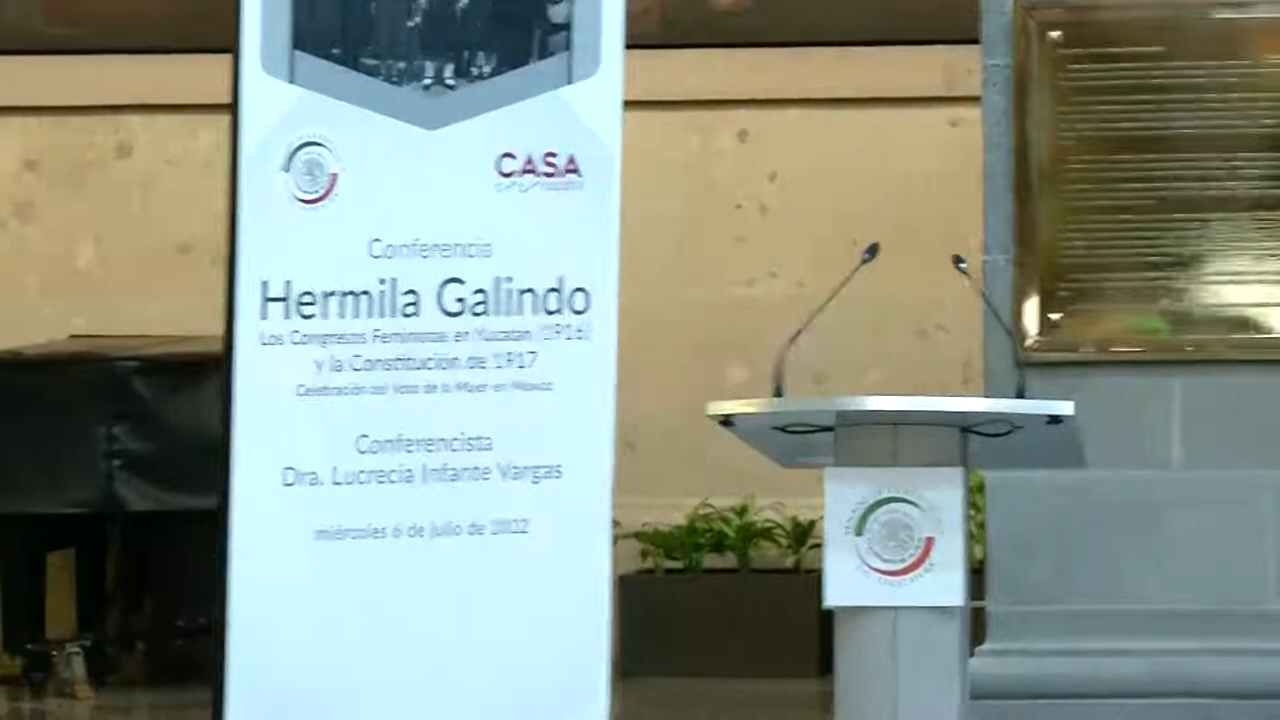 CASA
Conferencia
Hermila Galindo
Los Congresos Feministas en Yucatán (1916)
y la Constitución de 1917
Celebración del Voto de la Mujer en México
Conferencista
Dra. Lucrecia Infante Vargas
miércoles 6 de julio de 2022